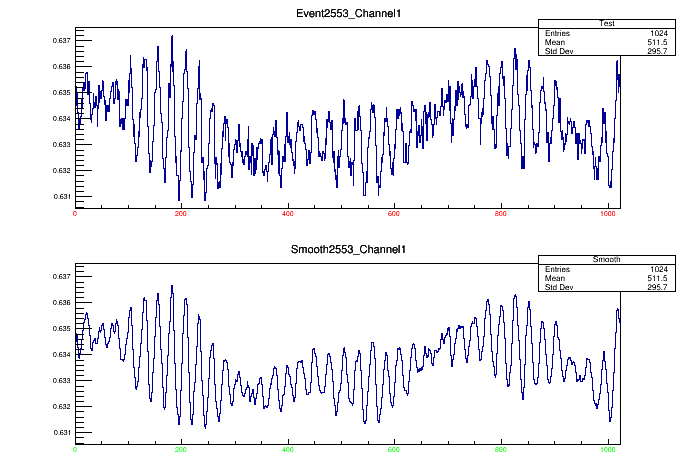 Event2553_Channel1
Test
Entries 1024
Mean 511.5
Std Dev 295.7
0.637
0.636
0.635
0.634
0.633
0.632
0.631
0 200 400 600 800 1000
Smooth2553_Channel1
Smooth
Entries 1024
Mean 511.5
Std Dev 295.7
0.637
0.636
0.635
0.634
0.633
0.632
0.631
0 200 400 600 800 1000